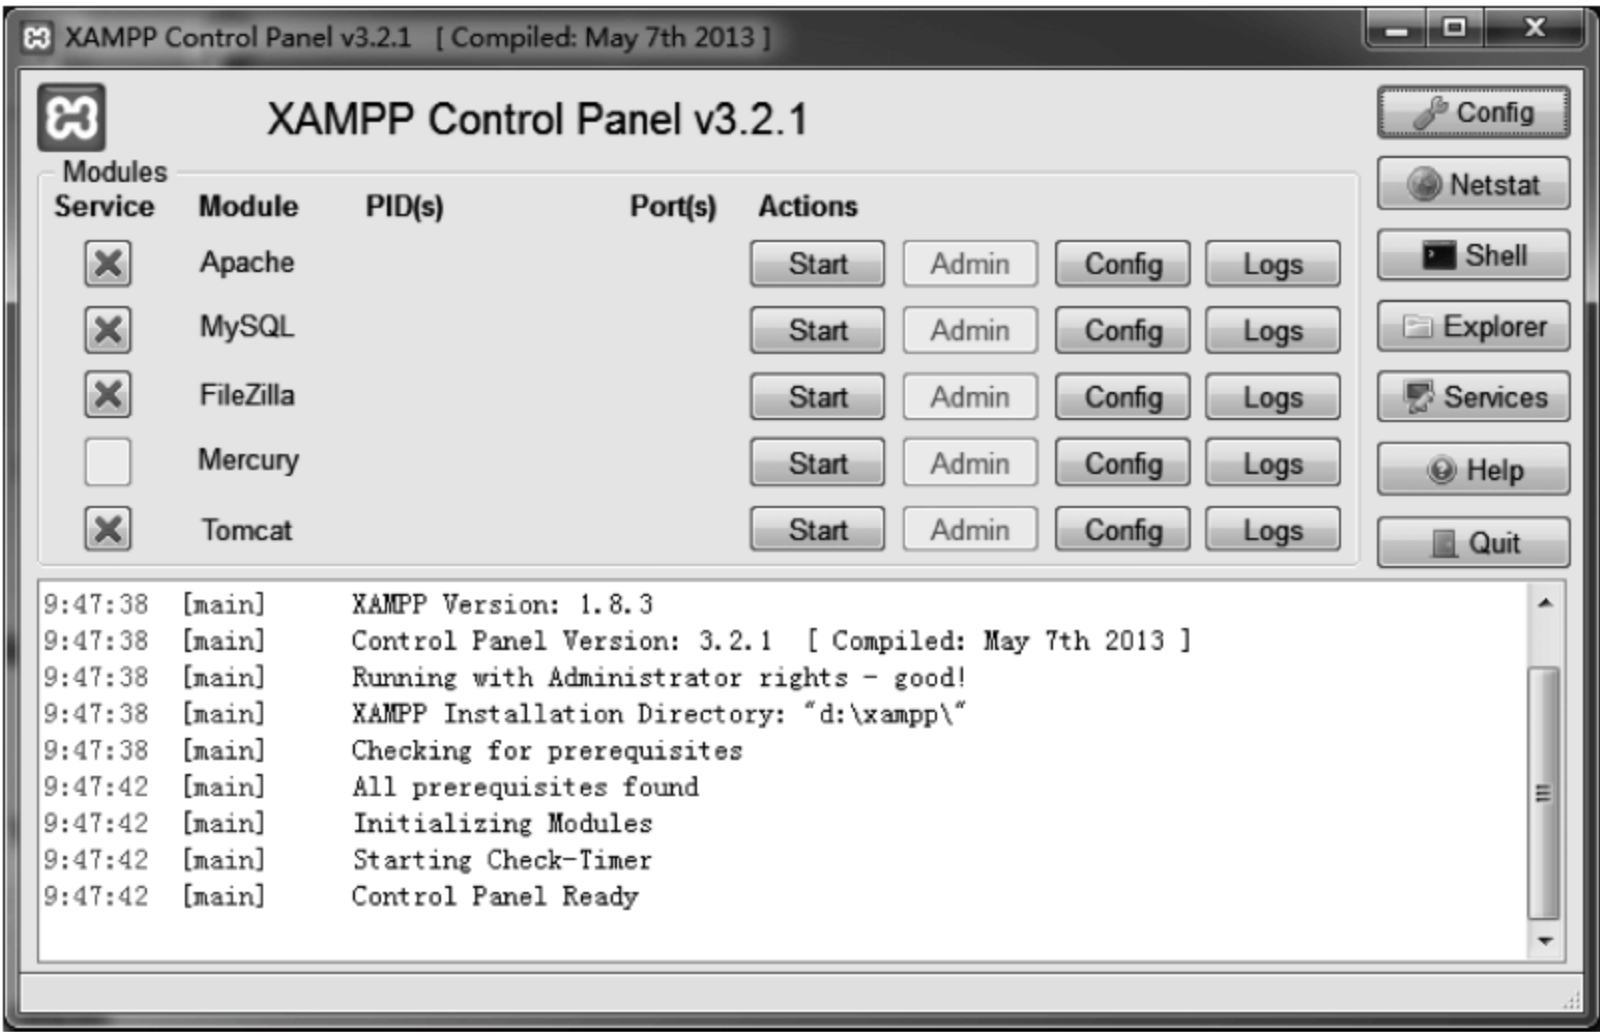 XAMPP Control Panel v3.2.1 [ Compiled: May 7th 2013 ]
XAMPP Control Panel v3.2.1
Config
Modules
Service Module PID(s) Port(s) Actions
Netstat
Apache Start Admin Config Logs
Shell
MySQL Start Admin Config Logs
Explorer
FileZilla Start Admin Config Logs
Services
Mercury Start Admin Config Logs
Help
Tomcat Start Admin Config Logs
Quit
9:47:38 [main] XAMPP Version: 1.8.3
9:47:38 [main] Control Panel Version: 3.2.1 [ Compiled: May 7th 2013 ]
9:47:38 [main] Running with Administrator rights - good!
9:47:38 [main] XAMPP Installation Directory: "d:\xampp\"
9:47:38 [main] Checking for prerequisites
9:47:42 [main] All prerequisites found
9:47:42 [main] Initializing Modules
9:47:42 [main] Starting Check-Timer
9:47:42 [main] Control Panel Ready